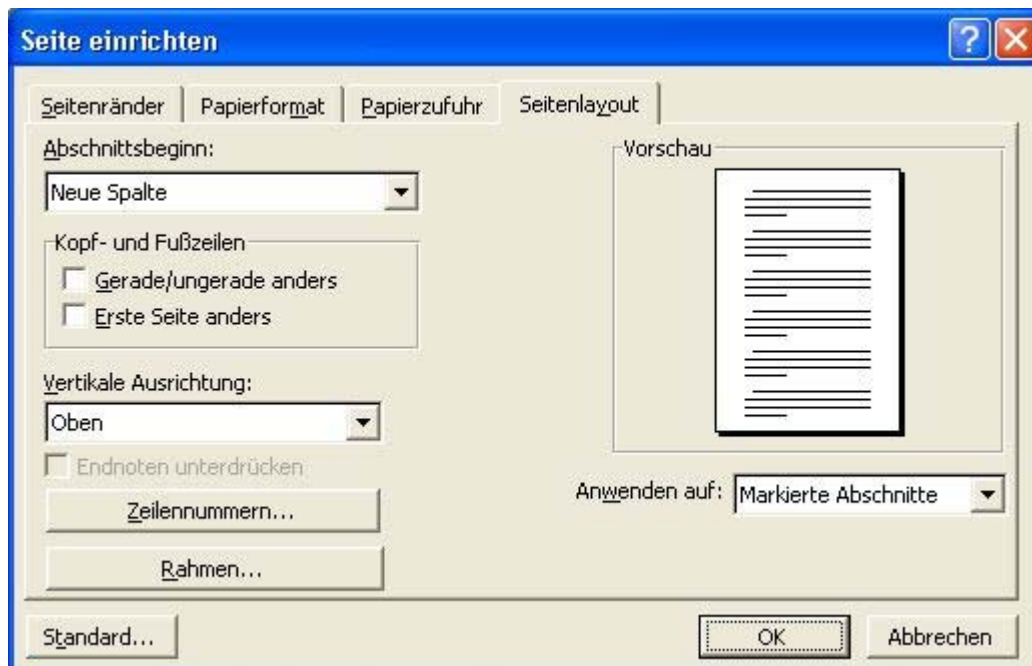 Seite einrichten
?
Seitenränder
Papierformat
Papierzufuhr
Seitenlayout
Abschnittsbeginn:
Neue Spalte
Kopf- und Fußzeilen
Gerade/ungerade anders
Erste Seite anders
Vertikale Ausrichtung:
Oben
Endnoten unterdrücken
Zeilennummern...
Rahmen...
Vorschau
Anwenden auf: Markierte Abschnitte
Standard...
OK
Abbrechen